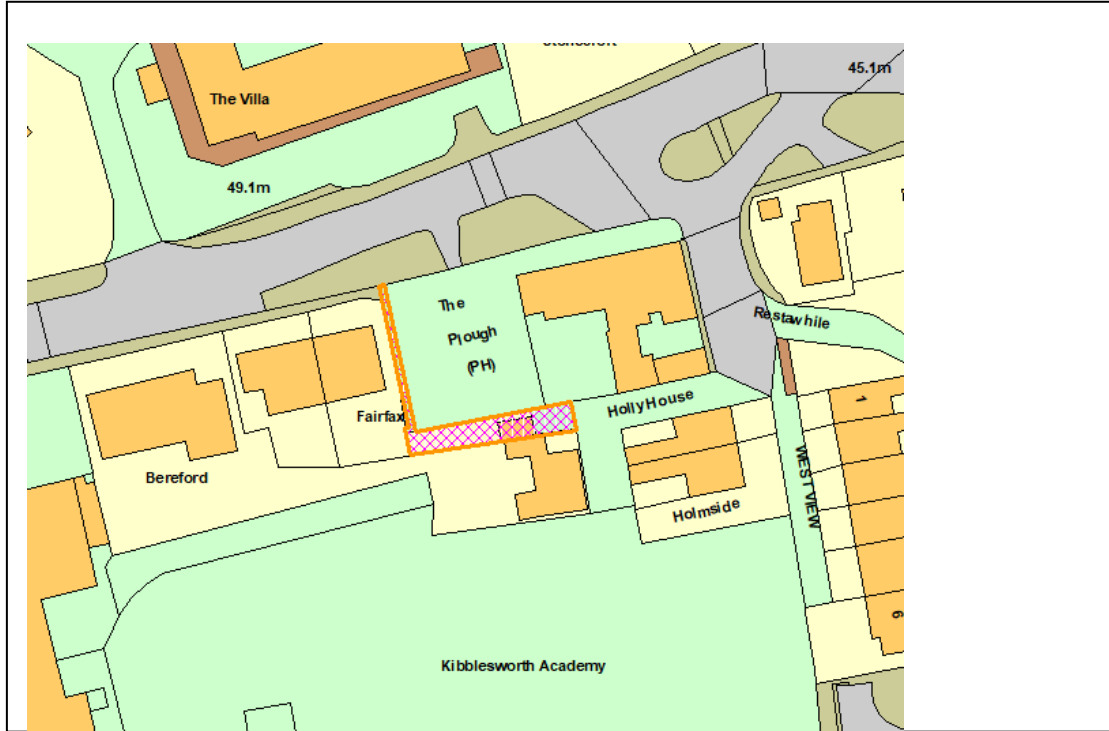 45.1m
The Villa
49.1m
The
Plough
(PH)
Restawhile
Holly House
1
Fairfax
WEST VIEW
Bereford
Holmside
6
Kibblesworth Academy